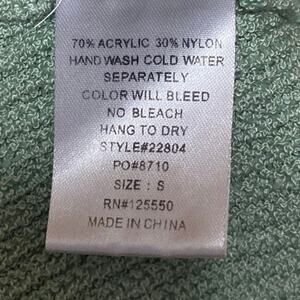 70% ACRYLIC 30% NYLON
HAND WASH COLD WATER
SEPARATELY
COLOR WILL BLEED
NO BLEACH
HANG TO DRY
STYLE#22804
PO#8710
SIZE : S
RN#125550
MADE IN CHINA